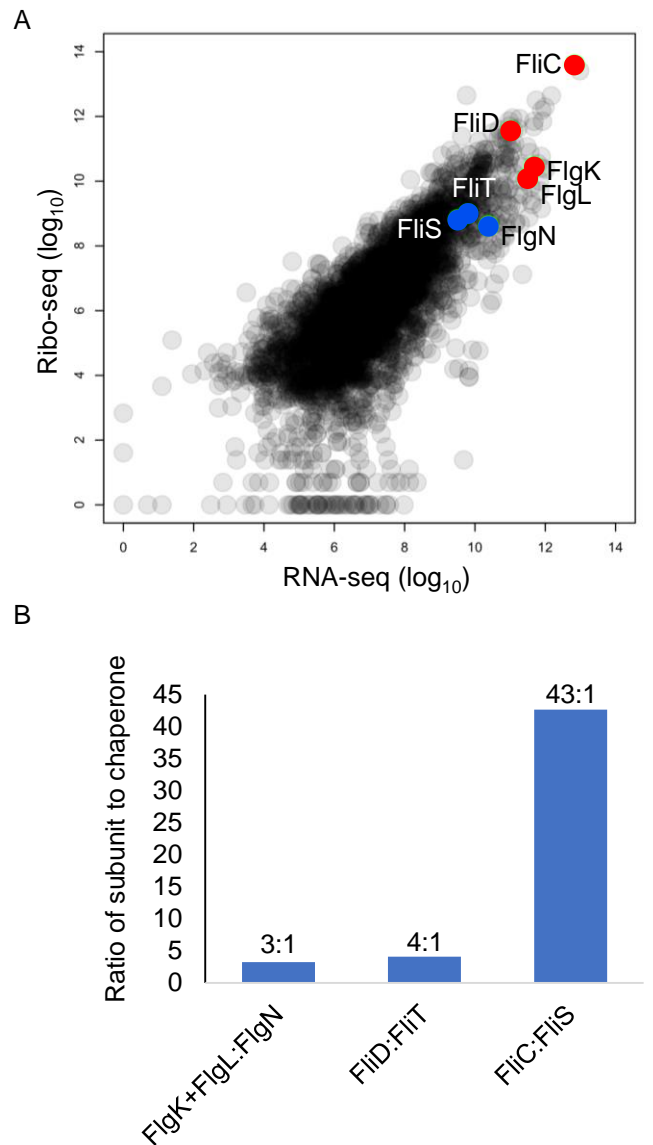 A
14
12
10
8
6
4
2
0
Ribo-seq (log10)
FliC
FliD
FlgK
FliT
FlgL
FliS
FlgN
0 2 4 6 8 10 12 14
RNA-seq (log10)
B
Ratio of subunit to chaperone
45
40
35
30
25
20
15
10
5
0
3:1
4:1
43:1
FlgK+FlgL:FlgN
FliD:FliT
FliC:FliS